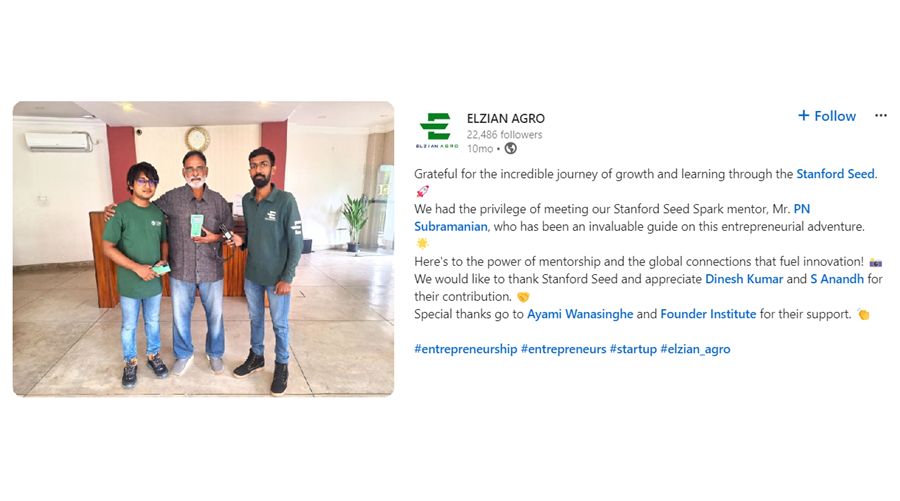 ELZIAN AGRO
22,486 followers
10mo •
+ Follow
ELZIAN AGRO
Grateful for the incredible journey of growth and learning through the Stanford Seed.
🚀
We had the privilege of meeting our Stanford Seed Spark mentor, Mr. PN
Subramanian, who has been an invaluable guide on this entrepreneurial adventure.
🌟
Here's to the power of mentorship and the global connections that fuel innovation! 📸
We would like to thank Stanford Seed and appreciate Dinesh Kumar and S Anandh for
their contribution. 🤝
Special thanks go to Ayami Wanasinghe and Founder Institute for their support. 👏
#entrepreneurship #entrepreneurs #startup #elzian_agro